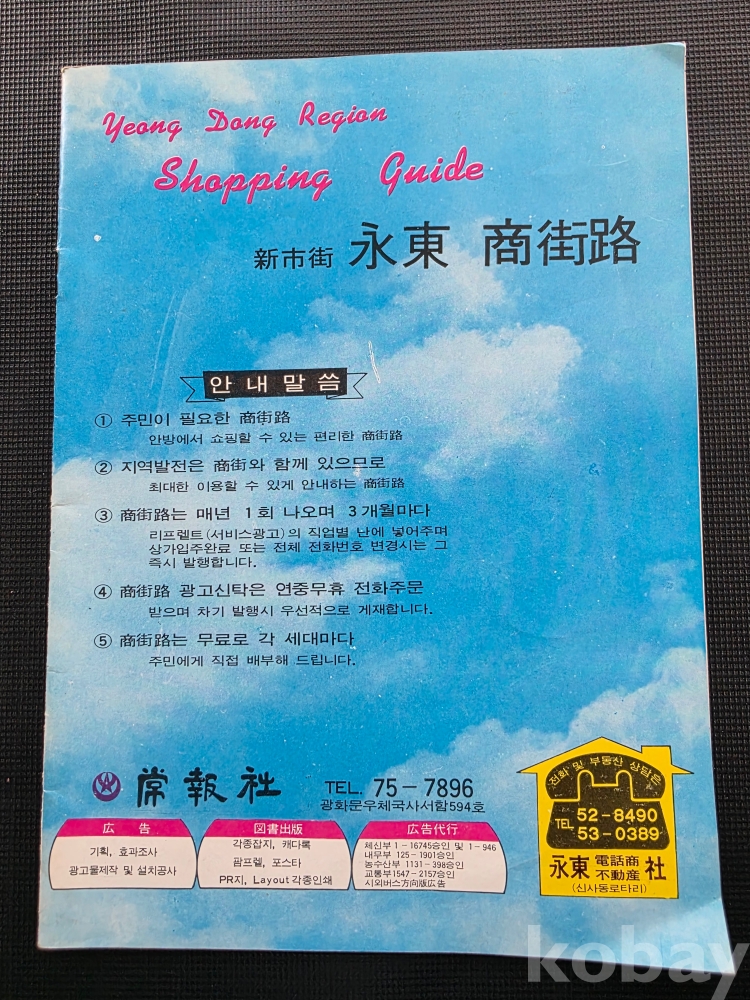 Yeong Dong Region
Shopping Guide
新市街 永東 商街路
안내말씀
① 주민이 필요한 商街路
안방에서 쇼핑할 수 있는 편리한 商街路
② 지역발전은 商街와 함께 있으므로
최대한 이용할 수 있게 안내하는 商街路
③ 商街路는 매년 1회 나오며 3개월마다
리프렐트(서비스광고)의 직업별 난에 넣어주며
상가입주완료 또는 전체 전화번호 변경시는 그
즉시 발행합니다.
④ 商街路 광고신탁은 연중무휴 전화주문
받으며 차기 발행시 우선적으로 게재합니다.
⑤ 商街路는 무료로 각 세대마다
주민에게 직접 배부해 드립니다.
常報社 TEL. 75-7896
광화문우체국사서함594호
広告
기획, 효과조사
광고물제작 및 설치공사
図書出版
각종잡지, 캐다록
팜프렐, 포스타
PR지, Layout각종인쇄
広告代行
체신부 1-16745승인 및 1-946
내무부 125-1901승인
농수산부 1131-398승인
교통부1547-2157승인
시외버스方向版広告
전화 및 부동산 상담은
TEL. 52-8490
53-0389
永東 電話商 不動産 社
(신사동로타리)
kobay